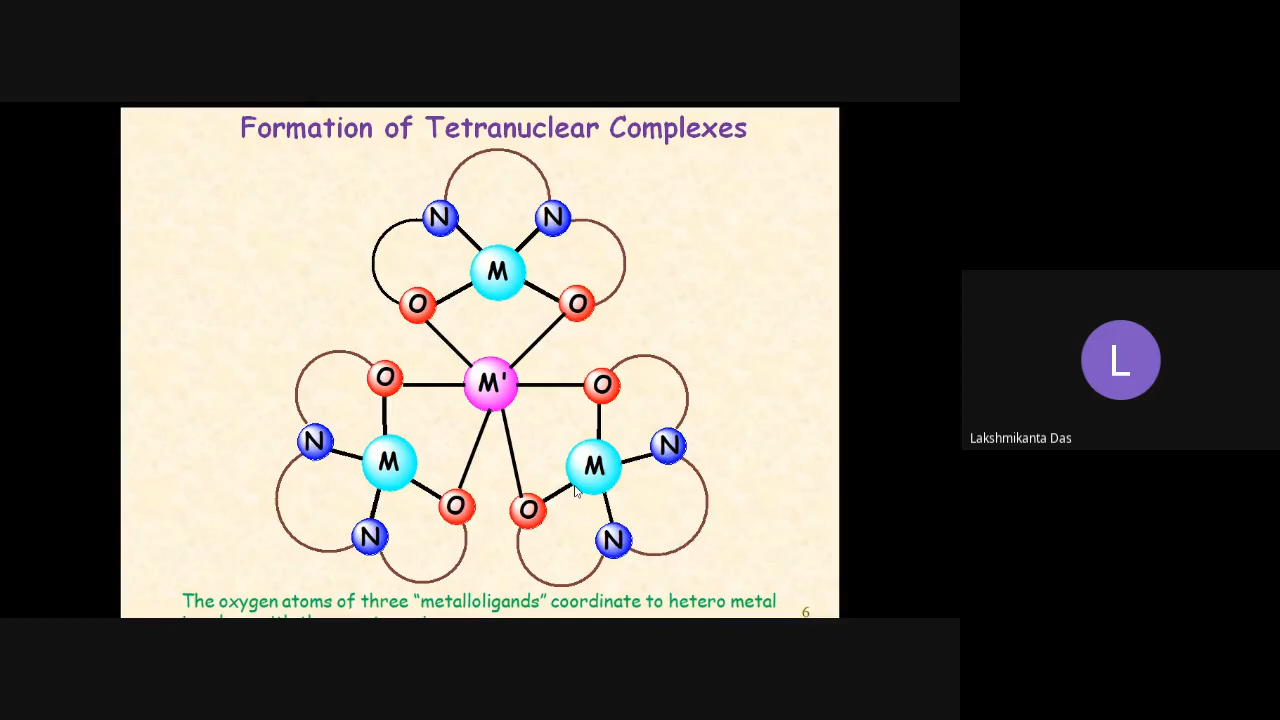 Formation of Tetranuclear Complexes
N N
M
O O
O M' O
N M M N
O O
N N
The oxygen atoms of three “metalloligands” coordinate to hetero metal
6
L
Lakshmikanta Das